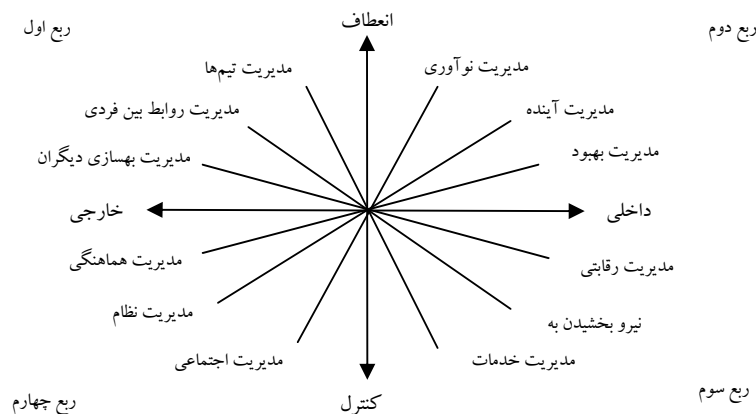 انعطاف
ربع اول
ربع دوم
مدیریت نوآوری
مدیریت تیم‌ها
مدیریت آینده
مدیریت روابط بین فردی
مدیریت بهبود
مدیریت بهسازی دیگران
داخلی
خارجی
مدیریت رقابتی
مدیریت هماهنگی
نیرو بخشیدن به
مدیریت نظام
مدیریت خدمات
مدیریت اجتماعی
ربع سوم
کنترل
ربع چهارم